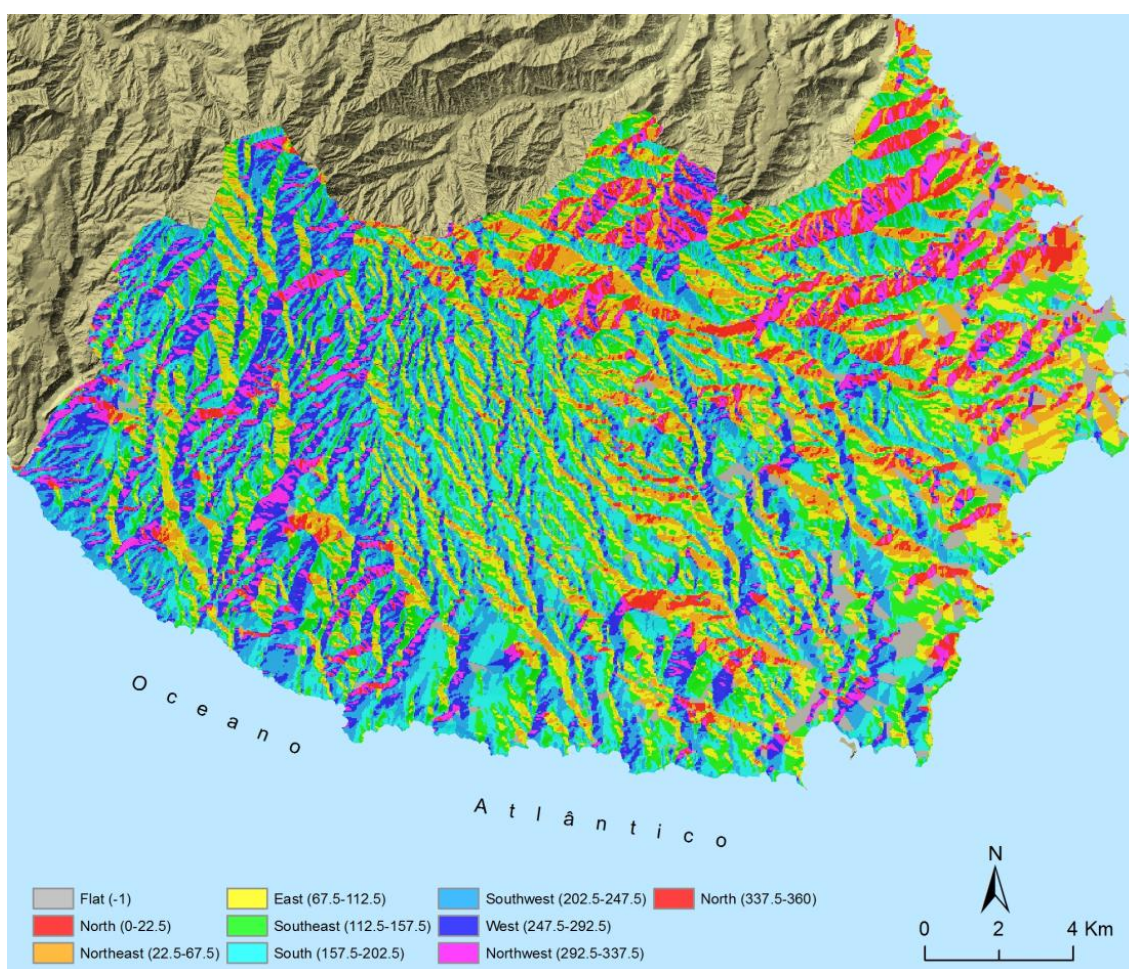 Oceano
Atlântico
Flat (-1)
North (0-22.5)
Northeast (22.5-67.5)
East (67.5-112.5)
Southeast (112.5-157.5)
South (157.5-202.5)
Southwest (202.5-247.5)
West (247.5-292.5)
Northwest (292.5-337.5)
North (337.5-360)
N
0 2 4 Km